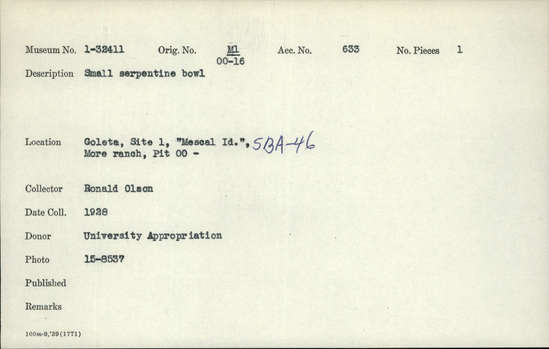 Museum No. 1-32411 Orig. No. M1 Acc. No. 633 No. Pieces 1
00-16
Description Small serpentine bowl
Location Goleta, Site 1, "Mescal Id.", SBA-46
More ranch, Pit 00 -
Collector Ronald Olson
Date Coll. 1928
Donor University Appropriation
Photo 15-8537
Published
Remarks
100m-8,'29(1771)